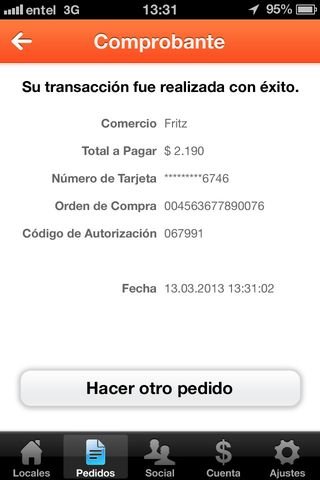 entel 3G 13:31 95%
Comprobante
Su transacción fue realizada con éxito.
Comercio Fritz
Total a Pagar $ 2.190
Número de Tarjeta *********6746
Orden de Compra 004563677890076
Código de Autorización 067991
Fecha 13.03.2013 13:31:02
Hacer otro pedido
Locales Pedidos Social Cuenta Ajustes